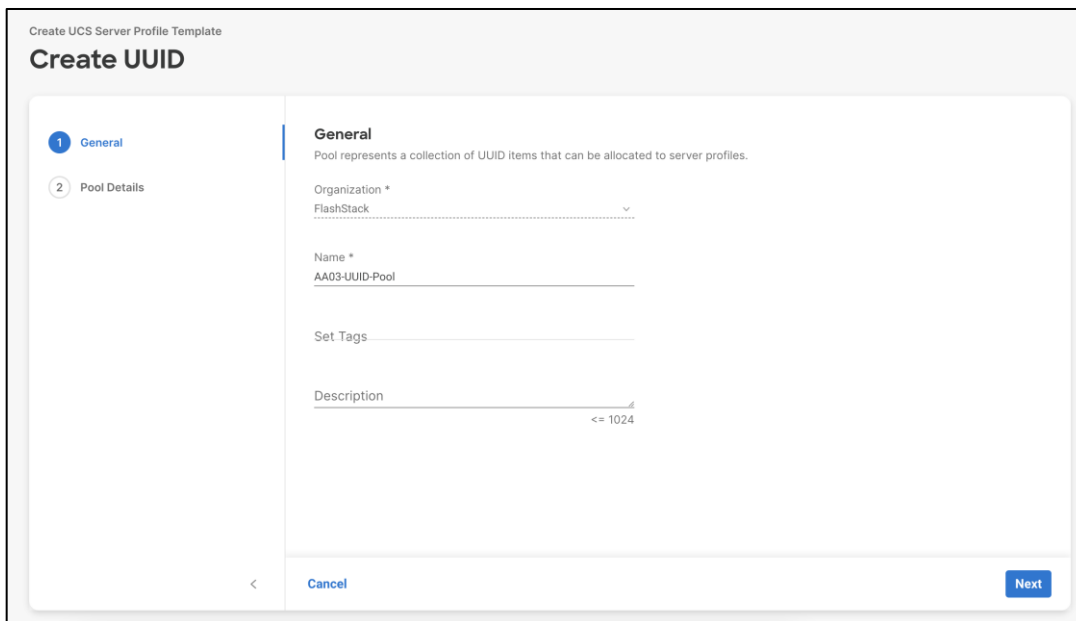 Create UCS Server Profile Template
Create UUID
1 General
2 Pool Details
General
Pool represents a collection of UUID items that can be allocated to server profiles.
Organization *
FlashStack
Name *
AA03-UUID-Pool
Set Tags
Description
<= 1024
Cancel
Next